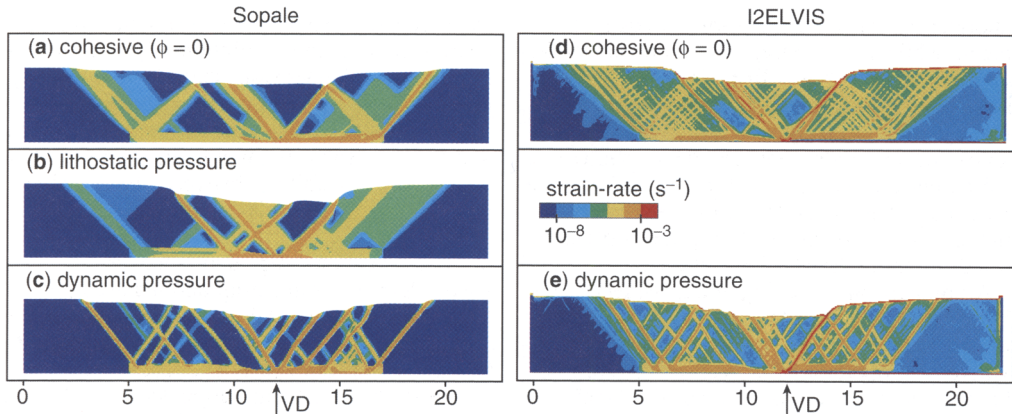 Sopale
I2ELVIS
(a) cohesive (ϕ = 0)
(d) cohesive (ϕ = 0)
(b) lithostatic pressure
strain-rate (s⁻¹)
10⁻⁸ 10⁻³
(c) dynamic pressure
(e) dynamic pressure
0 5 10 15 20
VD
0 5 10 15 20
VD